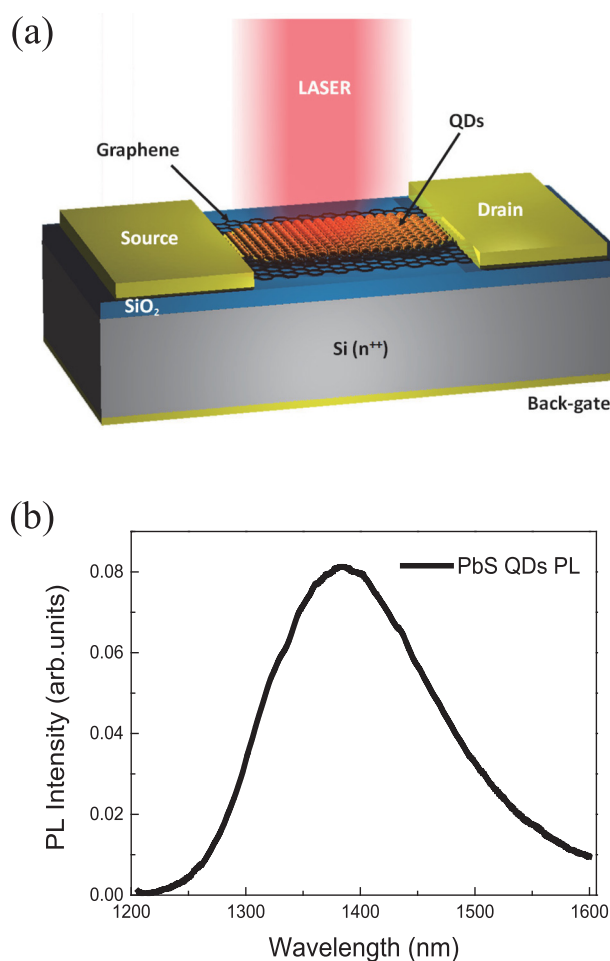 (a)
LASER
QDs
Graphene
Source
Drain
SiO₂
Si (n⁺⁺)
Back-gate
(b)
PbS QDs PL
PL Intensity (arb.units)
0.08
0.06
0.04
0.02
0.00
1200 1300 1400 1500 1600
Wavelength (nm)